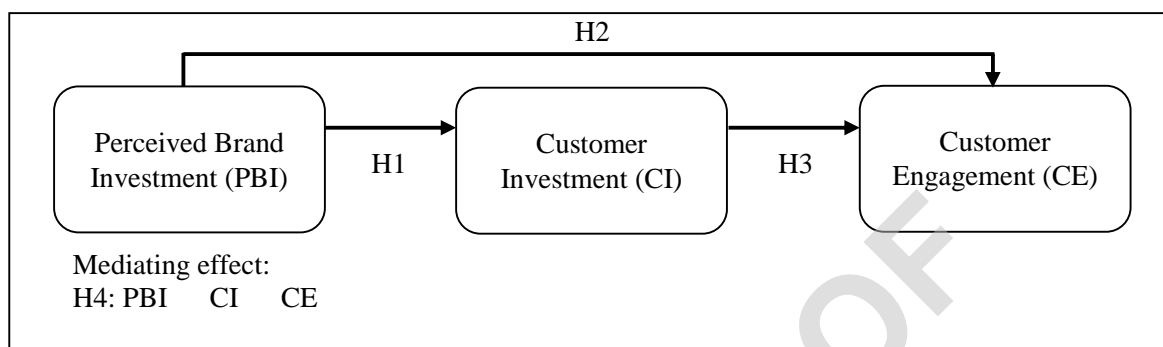 H2
Perceived Brand
Investment (PBI)
H1
Customer
Investment (CI)
H3
Customer
Engagement (CE)
Mediating effect:
H4: PBI CI CE
OF